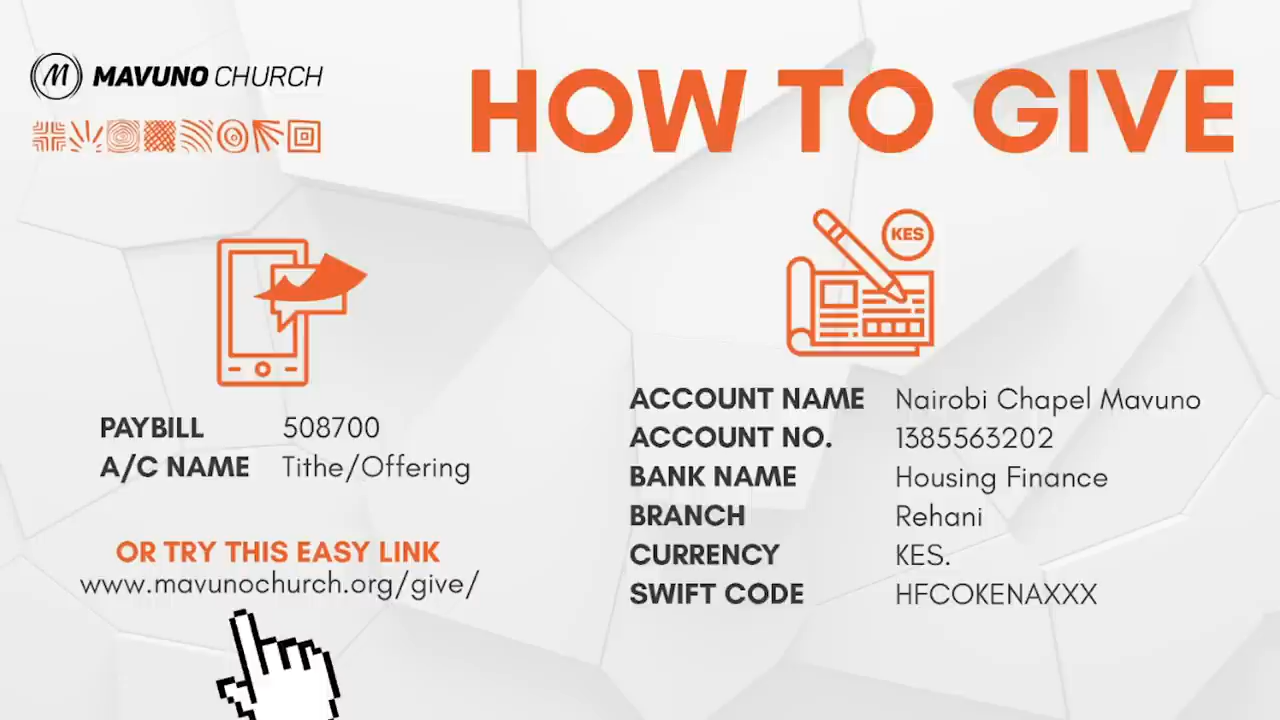 MAVUNO CHURCH
HOW TO GIVE
KES
PAYBILL 508700
A/C NAME Tithe/Offering
OR TRY THIS EASY LINK
www.mavunochurch.org/give/
ACCOUNT NAME Nairobi Chapel Mavuno
ACCOUNT NO. 1385563202
BANK NAME Housing Finance
BRANCH Rehani
CURRENCY KES.
SWIFT CODE HFCOKENAXXX